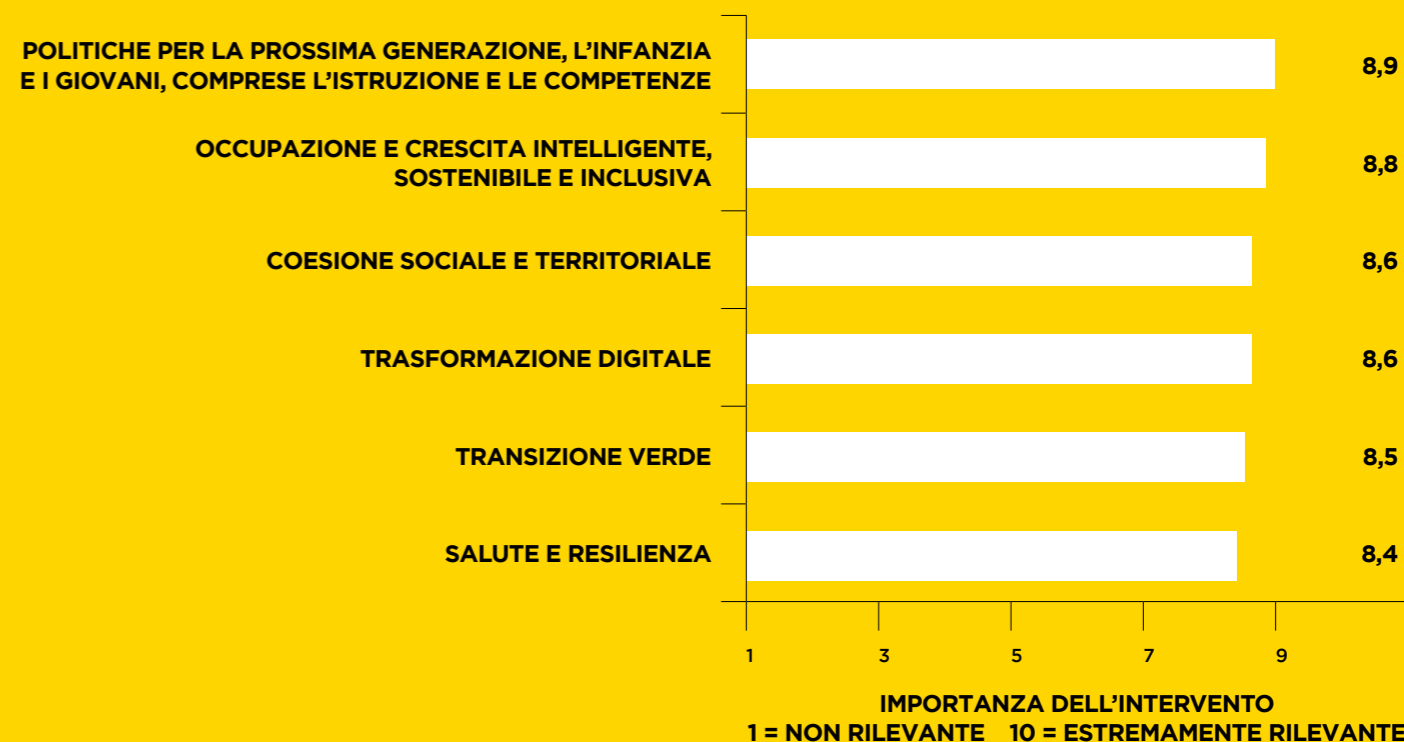 POLITICHE PER LA PROSSIMA GENERAZIONE, L'INFANZIA
E I GIOVANI, COMPRESE L'ISTRUZIONE E LE COMPETENZE
8,9
OCCUPAZIONE E CRESCITA INTELLIGENTE,
SOSTENIBILE E INCLUSIVA
8,8
COESIONE SOCIALE E TERRITORIALE
8,6
TRASFORMAZIONE DIGITALE
8,6
TRANSIZIONE VERDE
8,5
SALUTE E RESILIENZA
8,4
1 3 5 7 9
IMPORTANZA DELL'INTERVENTO
1 = NON RILEVANTE 10 = ESTREMAMENTE RILEVANTE